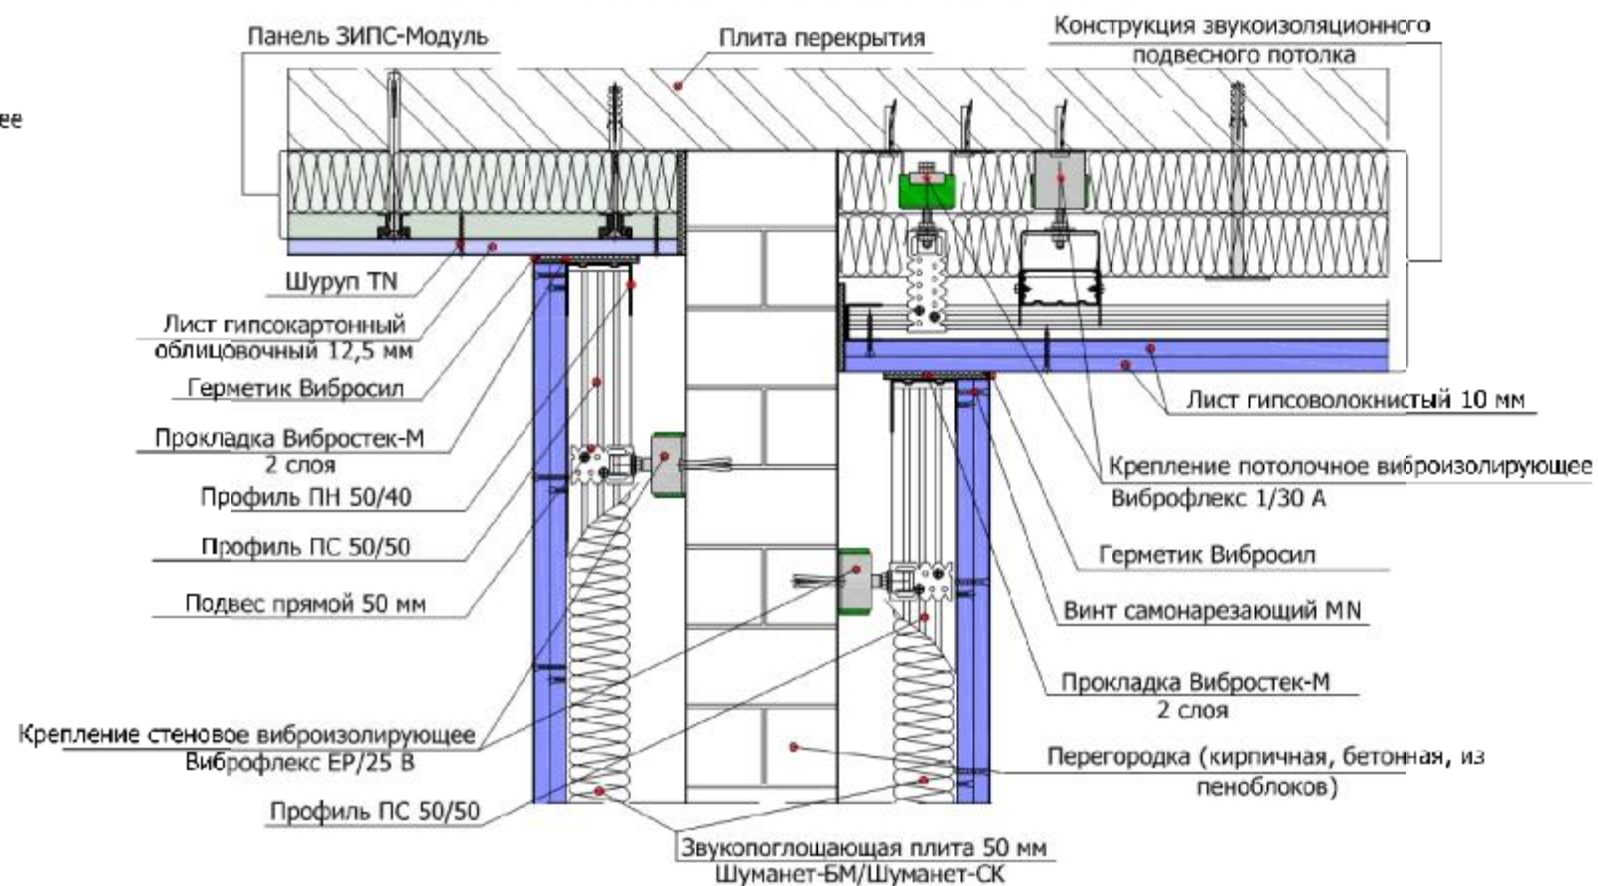 Панель ЗИПС-Модуль
Плита перекрытия
Конструкция звукоизоляционного
подвесного потолка
ее
Шуруп TN
Лист гипсокартонный
облицовочный 12,5 мм
Герметик Вибросил
Прокладка Вибростек-М
2 слоя
Профиль ПН 50/40
Профиль ПС 50/50
Подвес прямой 50 мм
Крепление стеновое виброизолирующее
Виброфлекс EP/25 В
Профиль ПС 50/50
Звукопоглощающая плита 50 мм
Шуманет-БМ/Шуманет-СК
Лист гипсоволокнистый 10 мм
Крепление потолочное виброизолирующее
Виброфлекс 1/30 А
Герметик Вибросил
Винт самонарезающий MN
Прокладка Вибростек-М
2 слоя
Перегородка (кирпичная, бетонная, из
пеноблоков)